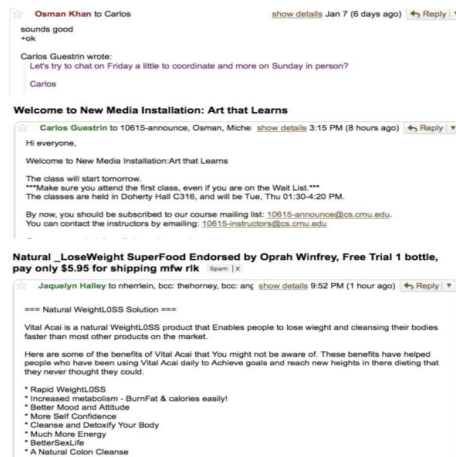 Osman Khan to Carlos show details Jan 7 (6 days ago) Reply
sounds good
+ok
Carlos Guestrin wrote:
Let's try to chat on Friday a little to coordinate and more on Sunday in person?
Carlos
Welcome to New Media Installation: Art that Learns
Carlos Guestrin to 10615-announce, Osman, Miche show details 3:15 PM (8 hours ago) Reply
Hi everyone,
Welcome to New Media Installation:Art that Learns
The class will start tomorrow.
***Make sure you attend the first class, even if you are on the Wait List.***
The classes are held in Doherty Hall C316, and will be Tue, Thu 01:30-4:20 PM.
By now, you should be subscribed to our course mailing list: 10615-announce@cs.cmu.edu.
You can contact the instructors by emailing: 10615-instructors@cs.cmu.edu
Natural _LoseWeight SuperFood Endorsed by Oprah Winfrey, Free Trial 1 bottle,
pay only $5.95 for shipping mfw rlk Spam | X
Jaquelyn Halley to nherrlein, bcc: thehorney, bcc: ang show details 9:52 PM (1 hour ago) Reply
=== Natural WeightL0SS Solution ===
Vital Acai is a natural WeightL0SS product that Enables people to lose wieght and cleansing their bodies
faster than most other products on the market.
Here are some of the benefits of Vital Acai that You might not be aware of. These benefits have helped
people who have been using Vital Acai daily to Achieve goals and reach new heights in there dieting that
they never thought they could.
* Rapid WeightL0SS
* Increased metabolism - BurnFat & calories easily!
* Better Mood and Attitude
* More Self Confidence
* Cleanse and Detoxify Your Body
* Much More Energy
* BetterSexLife
* A Natural Colon Cleanse